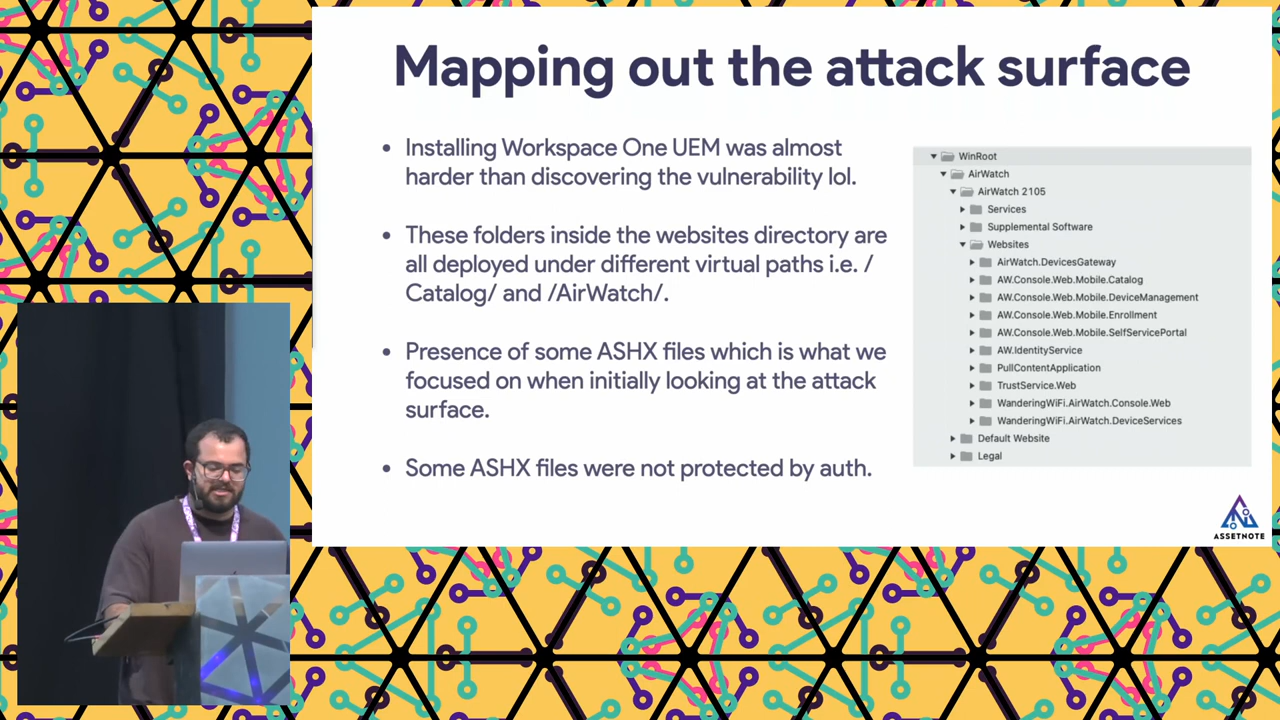 Mapping out the attack surface
• Installing Workspace One UEM was almost
harder than discovering the vulnerability lol.
• These folders inside the websites directory are
all deployed under different virtual paths i.e. /
Catalog/ and /AirWatch/.
• Presence of some ASHX files which is what we
focused on when initially looking at the attack
surface.
• Some ASHX files were not protected by auth.
WinRoot
AirWatch
AirWatch 2105
Services
Supplemental Software
Websites
AirWatch.DevicesGateway
AW.Console.Web.Mobile.Catalog
AW.Console.Web.Mobile.DeviceManagement
AW.Console.Web.Mobile.Enrollment
AW.Console.Web.Mobile.SelfServicePortal
AW.IdentityService
PullContentApplication
TrustService.Web
WanderingWiFi.AirWatch.Console.Web
WanderingWiFi.AirWatch.DeviceServices
Default Website
Legal
ASSETNOTE